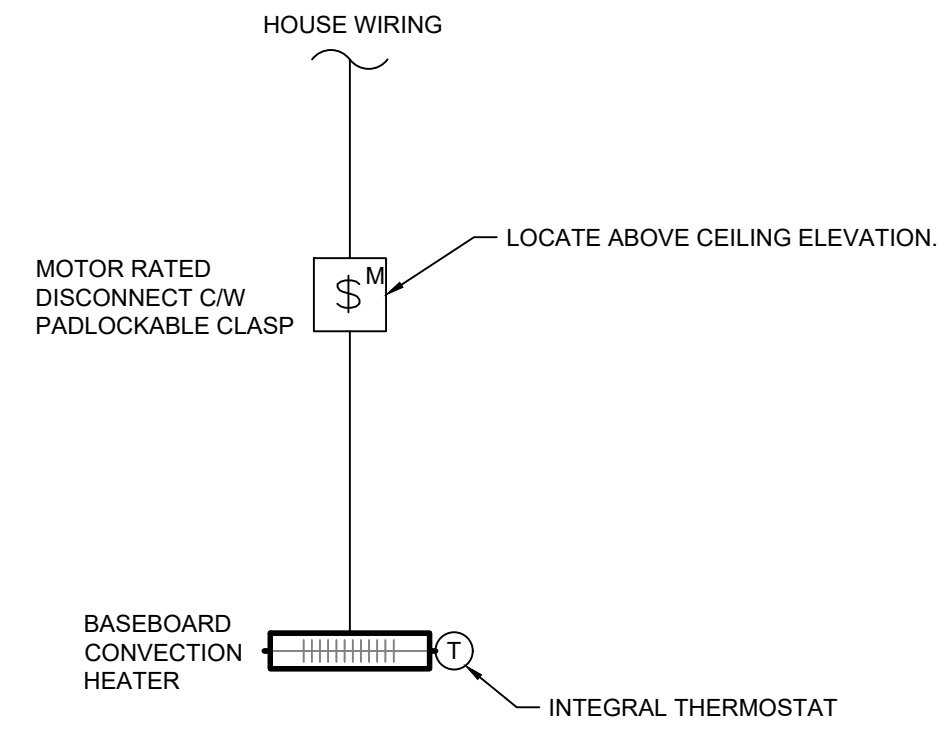 HOUSE WIRING
LOCATE ABOVE CEILING ELEVATION.
MOTOR RATED
DISCONNECT C/W
PADLOCKABLE CLASP
$ M
BASEBOARD
CONVECTION
HEATER
T
INTEGRAL THERMOSTAT